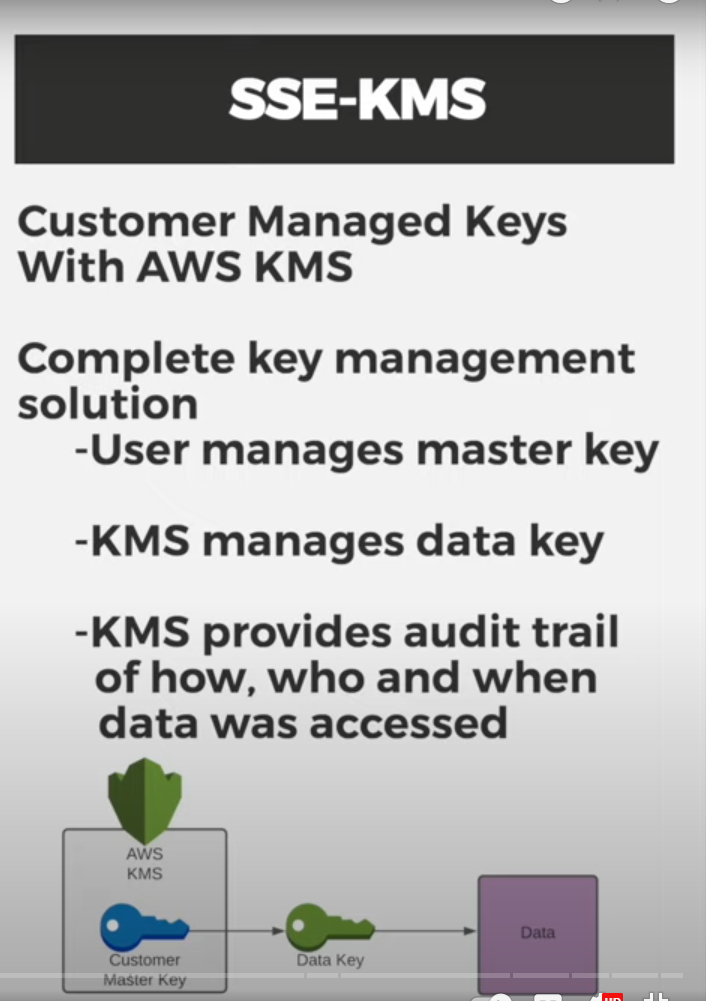 SSE-KMS
Customer Managed Keys
With AWS KMS
Complete key management
solution
-User manages master key
-KMS manages data key
-KMS provides audit trail
of how, who and when
data was accessed
AWS
KMS
Customer
Master Key
Data Key
Data
HD